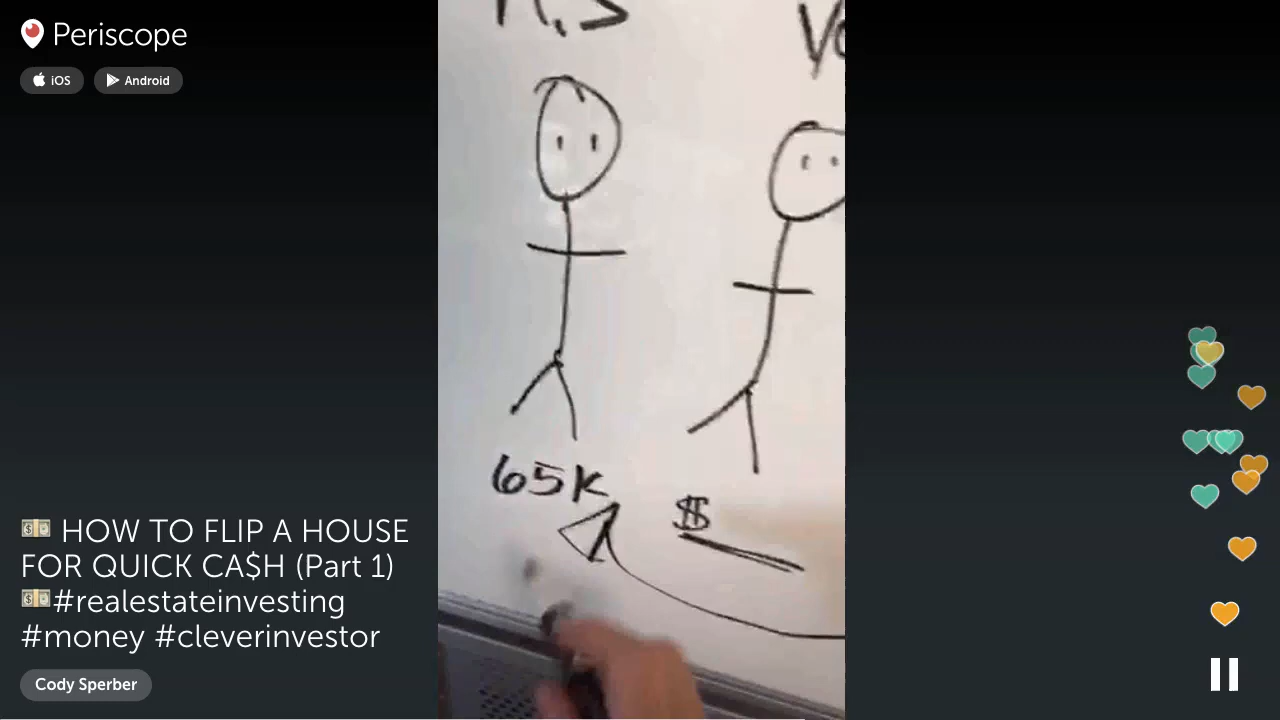 Periscope
iOS
Android
65K
$
💵 HOW TO FLIP A HOUSE
FOR QUICK CA$H (Part 1)
💵#realestateinvesting
#money #cleverinvestor
Cody Sperber